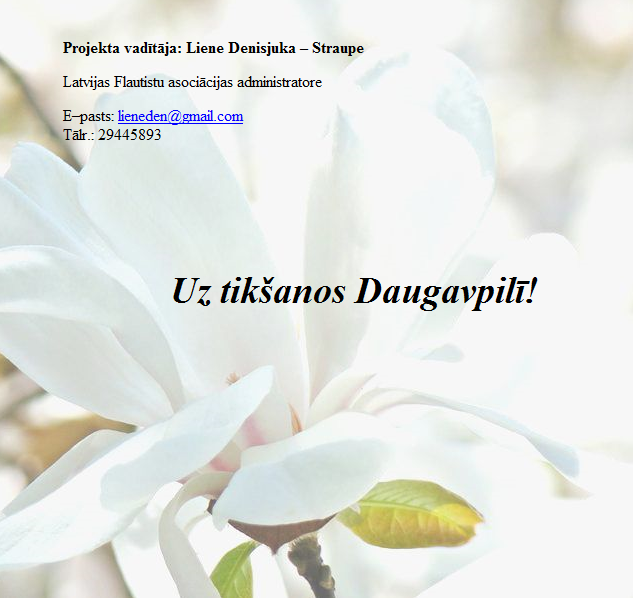 Projekta vadītāja: Liene Denisjuka – Straupe
Latvijas Flautistu asociācijas administratore
E–pasts: lieneden@gmail.com
Tālr.: 29445893
Uz tikšanos Daugavpilī!